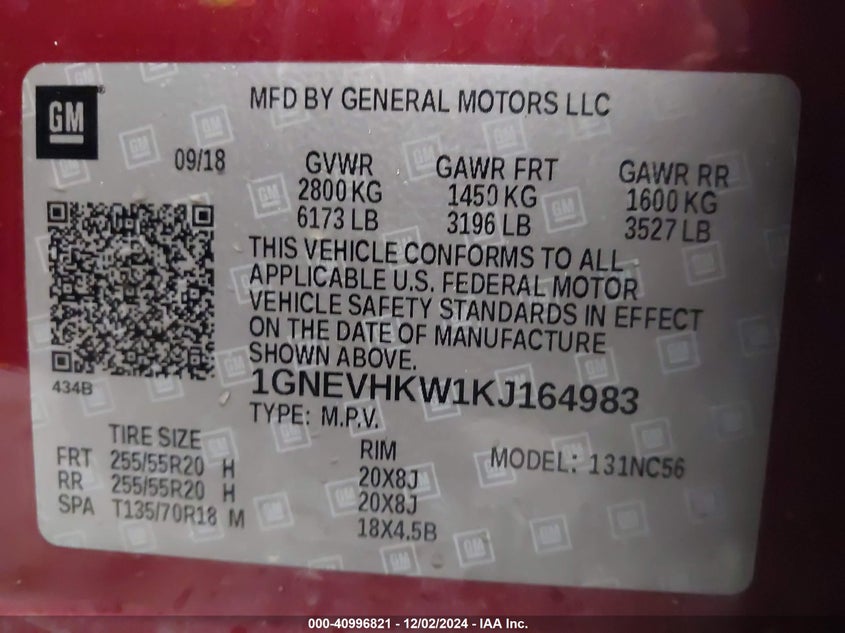 GM
MFD BY GENERAL MOTORS LLC
09/18
GVWR GAWR FRT GAWR RR
2800 KG 1450 KG 1600 KG
6173 LB 3196 LB 3527 LB
THIS VEHICLE CONFORMS TO ALL
APPLICABLE U.S. FEDERAL MOTOR
VEHICLE SAFETY STANDARDS IN EFFECT
ON THE DATE OF MANUFACTURE
SHOWN ABOVE.
434B
1GNEVHKW1KJ164983
TYPE: M.P.V.
TIRE SIZE RIM MODEL: 131NC56
FRT 255/55R20 H 20X8J
RR 255/55R20 H 20X8J
SPA T135/70R18 M 18X4.5B
000-40996821 - 12/02/2024 - IAA Inc.